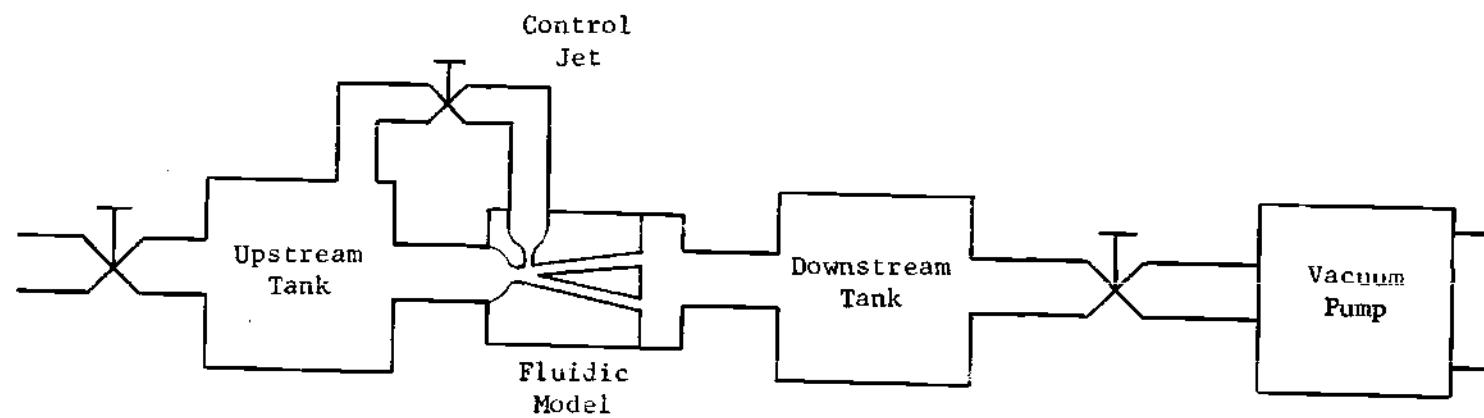 Control
Jet
Upstream
Tank
Downstream
Tank
Vacuum
Pump
Fluidic
Model